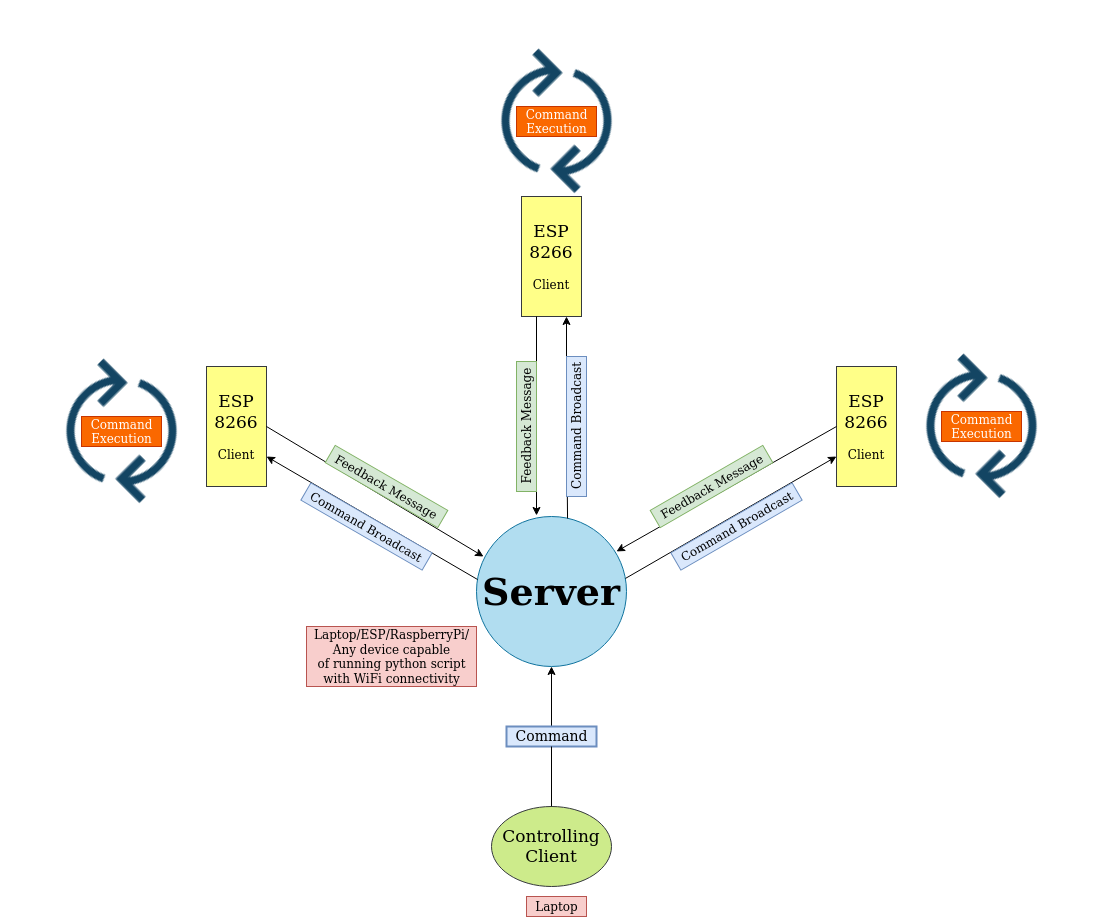 Command
Execution
ESP
8266
Client
Command
Execution
ESP
8266
Client
Feedback Message
Command Broadcast
ESP
8266
Client
Command
Execution
Feedback Message
Command Broadcast
Feedback Message
Command Broadcast
Server
Laptop/ESP/RaspberryPi/
Any device capable
of running python script
with WiFi connectivity
Command
Controlling
Client
Laptop